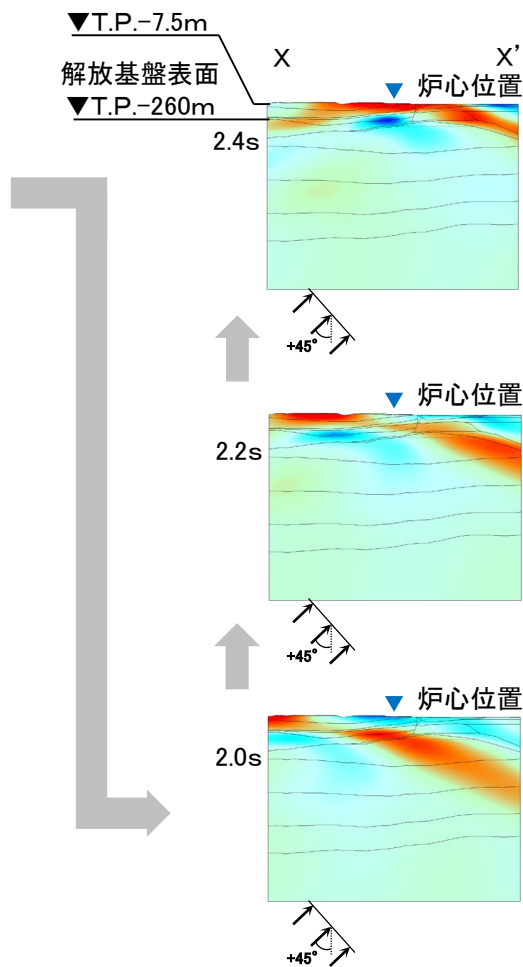 ▼T.P.-7.5m
X X'
解放基盤表面
▼ 炉心位置
▼T.P.-260m
2.4s
+45°
▼ 炉心位置
2.2s
+45°
▼ 炉心位置
2.0s
+45°